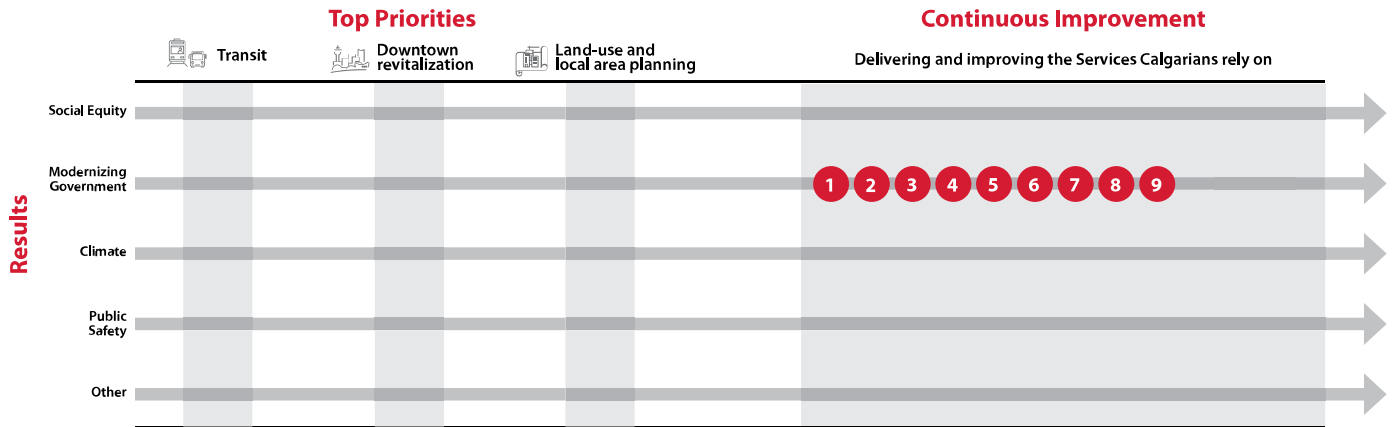 Top Priorities
Continuous Improvement
Transit
Downtown
revitalization
Land-use and
local area planning
Delivering and improving the Services Calgarians rely on
Results
Social Equity
Modernizing
Government
1 2 3 4 5 6 7 8 9
Climate
Public
Safety
Other